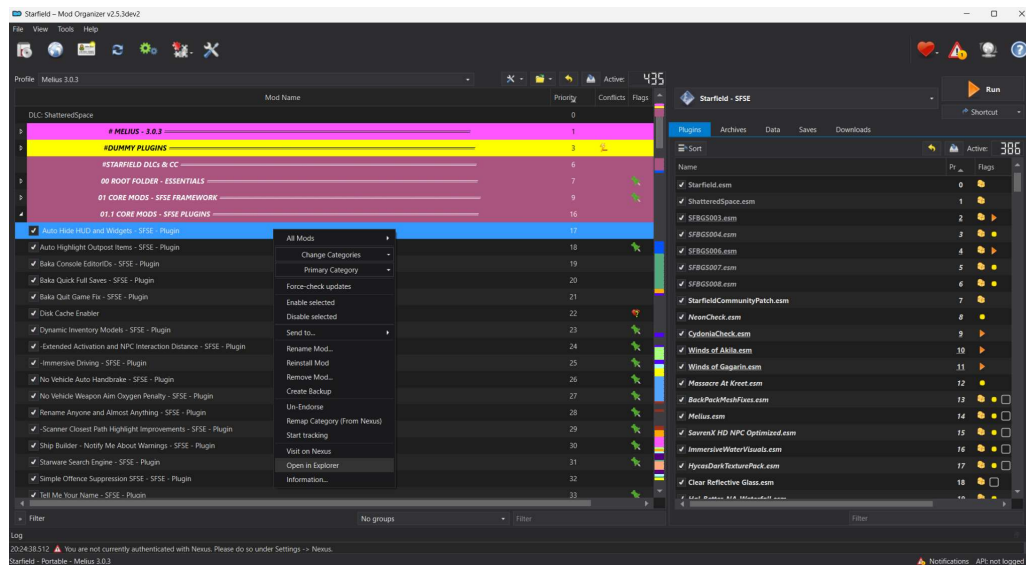 Starfield – Mod Organizer v2.5.3dev2
File View Tools Help
Profile Melius 3.0.3 Active: 435
Mod Name Priority Conflicts Flags
DLC: ShatteredSpace 0
# MELIUS - 3.0.3 1
#DUMMY PLUGINS 3
#STARFIELD DLCs & CC 6
00 ROOT FOLDER - ESSENTIALS 7
01 CORE MODS - SFSE FRAMEWORK 9
01.1 CORE MODS - SFSE PLUGINS 16
Auto Hide HUD and Widgets - SFSE - Plugin 17
Auto Highlight Outpost Items - SFSE - Plugin 18
Baka Console EditorIDs - SFSE - Plugin 19
Baka Quick Full Saves - SFSE - Plugin 20
Baka Quit Game Fix - SFSE - Plugin 21
Disk Cache Enabler 22
Dynamic Inventory Models - SFSE - Plugin 23
-Extended Activation and NPC Interaction Distance - SFSE - Plugin 24
-Immersive Driving - SFSE - Plugin 25
No Vehicle Auto Handbrake - SFSE - Plugin 26
No Vehicle Weapon Aim Oxygen Penalty - SFSE - Plugin 27
Rename Anyone and Almost Anything - SFSE - Plugin 28
-Scanner Closest Path Highlight Improvements - SFSE - Plugin 29
Ship Builder - Notify Me About Warnings - SFSE - Plugin 30
Starware Search Engine - SFSE - Plugin 31
Simple Offence Suppression SFSE - SFSE - Plugin 32
Tell Me Your Name - SFSE - Plugin 33
All Mods
Change Categories
Primary Category
Force-check updates
Enable selected
Disable selected
Send to...
Rename Mod...
Reinstall Mod
Remove Mod...
Create Backup
Un-Endorse
Remap Category (From Nexus)
Start tracking
Visit on Nexus
Open in Explorer
Information...
Filter No groups Filter
Starfield - SFSE
Run
Shortcut
Plugins Archives Data Saves Downloads
Sort Active: 386
Name Pr Flags
Starfield.esm 0
ShatteredSpace.esm 1
SFBGS003.esm 2
SFBGS004.esm 3
SFBGS006.esm 4
SFBGS007.esm 5
SFBGS008.esm 6
StarfieldCommunityPatch.esm 7
NeonCheck.esm 8
CydoniaCheck.esm 9
Winds of Akila.esm 10
Winds of Gagarin.esm 11
Massacre At Kreet.esm 12
BackPackMeshFixes.esm 13
Melius.esm 14
SavrenX HD NPC Optimized.esm 15
ImmersiveWaterVisuals.esm 16
HycasDarkTexturePack.esm 17
Clear Reflective Glass.esm 18
Filter
Log
20:24:38.512 You are not currently authenticated with Nexus. Please do so under Settings -> Nexus.
Starfield - Portable - Melius 3.0.3 Notifications API: not logged